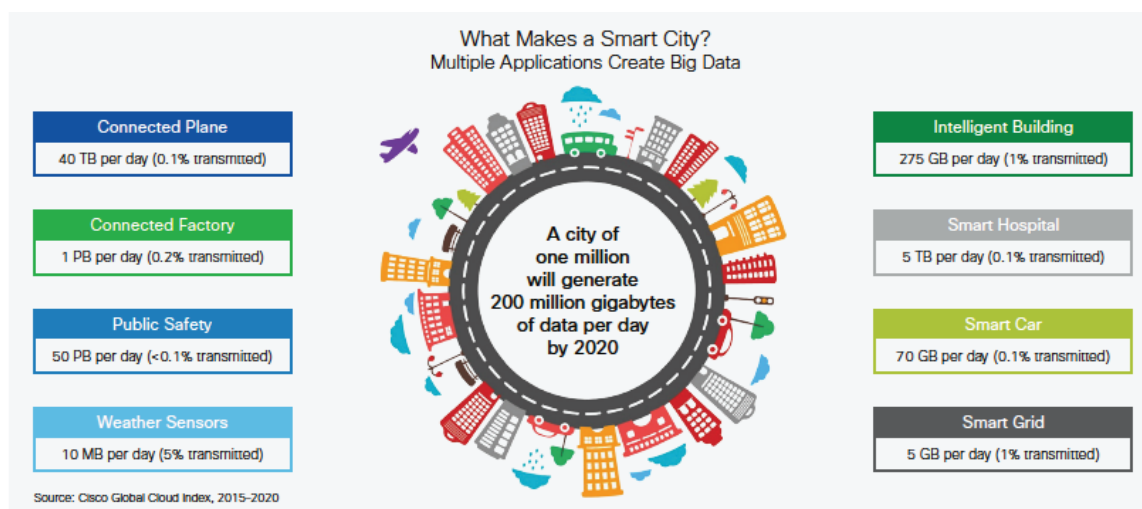 What Makes a Smart City?
Multiple Applications Create Big Data
Connected Plane
40 TB per day (0.1% transmitted)
Connected Factory
1 PB per day (0.2% transmitted)
Public Safety
50 PB per day (<0.1% transmitted)
Weather Sensors
10 MB per day (5% transmitted)
A city of
one million
will generate
200 million gigabytes
of data per day
by 2020
Intelligent Building
275 GB per day (1% transmitted)
Smart Hospital
5 TB per day (0.1% transmitted)
Smart Car
70 GB per day (0.1% transmitted)
Smart Grid
5 GB per day (1% transmitted)
Source: Cisco Global Cloud Index, 2015–2020